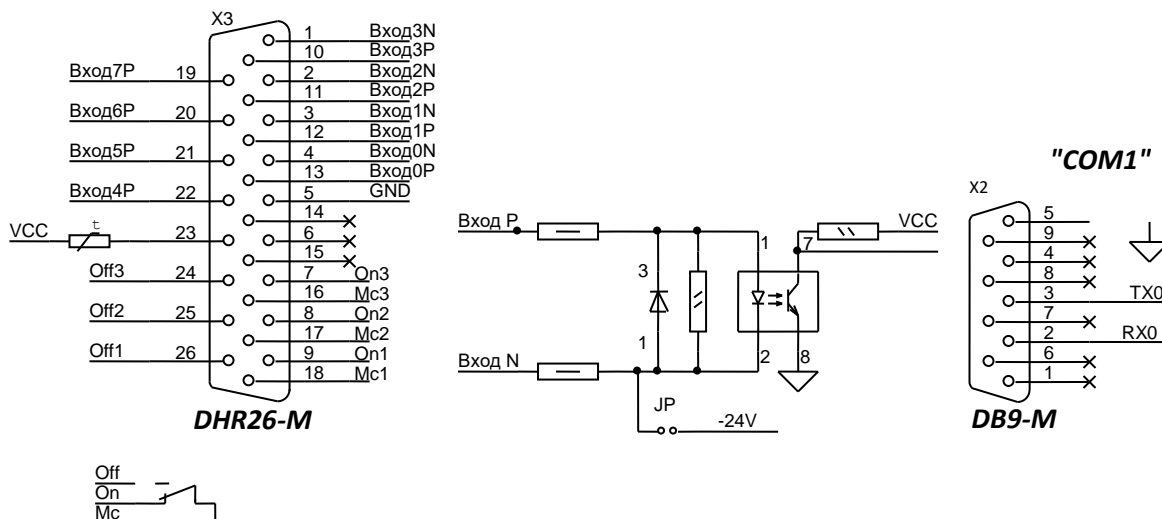 X3
1 Вход3N
10 Вход3P
Вход7P 19
2 Вход2N
11 Вход2P
Вход6P 20
3 Вход1N
12 Вход1P
Вход5P 21
4 Вход0N
13 Вход0P
Вход4P 22
5 GND
14
VCC t 23
6
15
Off3 24
7 On3
16 Mc3
Off2 25
8 On2
17 Mc2
Off1 26
9 On1
18 Mc1
DHR26-M
Off
On
Mc
Вход P
VCC
1
7
3
1
2
8
Вход N
JP
-24V
"COM1"
X2
5
9
4
8
3 TX0
7
2 RX0
6
1
DB9-M